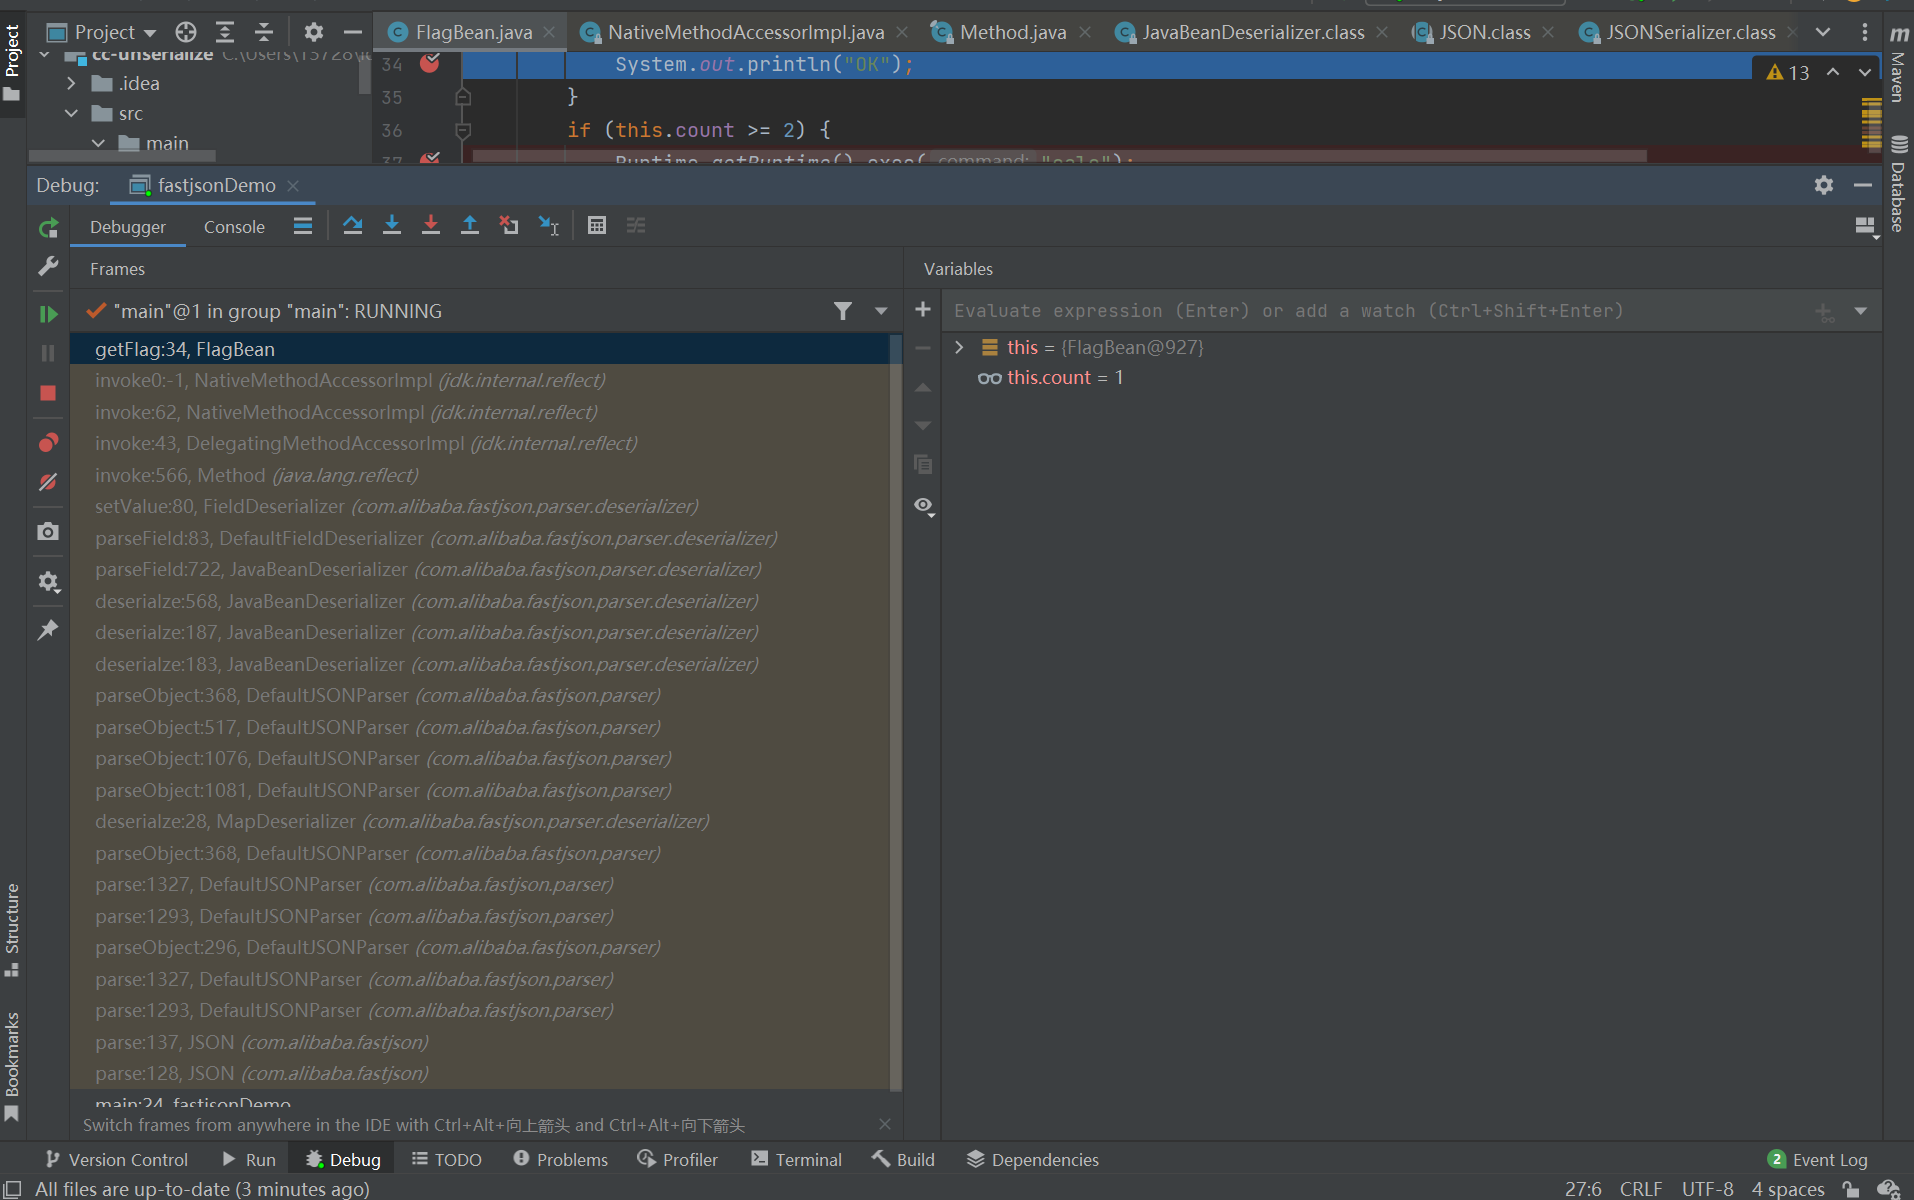 Project
FlagBean.java
NativeMethodAccessorImpl.java
Method.java
JavaBeanDeserializer.class
JSON.class
JSONSerializer.class
cc-unserialize
.idea
src
main
34 System.out.println("OK");
35 }
36 if (this.count >= 2) {
37 Runtime.getRuntime().exec( command: "calc");
13
Debug: fastjsonDemo
Debugger Console
Frames
Variables
"main"@1 in group "main": RUNNING
Evaluate expression (Enter) or add a watch (Ctrl+Shift+Enter)
getFlag:34, FlagBean
invoke0:-1, NativeMethodAccessorImpl (jdk.internal.reflect)
invoke:62, NativeMethodAccessorImpl (jdk.internal.reflect)
invoke:43, DelegatingMethodAccessorImpl (jdk.internal.reflect)
invoke:566, Method (java.lang.reflect)
setValue:80, FieldDeserializer (com.alibaba.fastjson.parser.deserializer)
parseField:83, DefaultFieldDeserializer (com.alibaba.fastjson.parser.deserializer)
parseField:722, JavaBeanDeserializer (com.alibaba.fastjson.parser.deserializer)
deserialze:568, JavaBeanDeserializer (com.alibaba.fastjson.parser.deserializer)
deserialze:187, JavaBeanDeserializer (com.alibaba.fastjson.parser.deserializer)
deserialze:183, JavaBeanDeserializer (com.alibaba.fastjson.parser.deserializer)
parseObject:368, DefaultJSONParser (com.alibaba.fastjson.parser)
parseObject:517, DefaultJSONParser (com.alibaba.fastjson.parser)
parseObject:1076, DefaultJSONParser (com.alibaba.fastjson.parser)
parseObject:1081, DefaultJSONParser (com.alibaba.fastjson.parser)
deserialze:28, MapDeserializer (com.alibaba.fastjson.parser.deserializer)
parseObject:368, DefaultJSONParser (com.alibaba.fastjson.parser)
parse:1327, DefaultJSONParser (com.alibaba.fastjson.parser)
parse:1293, DefaultJSONParser (com.alibaba.fastjson.parser)
parseObject:296, DefaultJSONParser (com.alibaba.fastjson.parser)
parse:1327, DefaultJSONParser (com.alibaba.fastjson.parser)
parse:1293, DefaultJSONParser (com.alibaba.fastjson.parser)
parse:137, JSON (com.alibaba.fastjson)
parse:128, JSON (com.alibaba.fastjson)
main:24, fastjsonDemo
this = {FlagBean@927}
this.count = 1
Switch frames from anywhere in the IDE with Ctrl+Alt+向上箭头 and Ctrl+Alt+向下箭头
Project
Structure
Bookmarks
m
Maven
Database
Version Control
Run
Debug
TODO
Problems
Profiler
Terminal
Build
Dependencies
2 Event Log
All files are up-to-date (3 minutes ago)
27:6 CRLF UTF-8 4 spaces